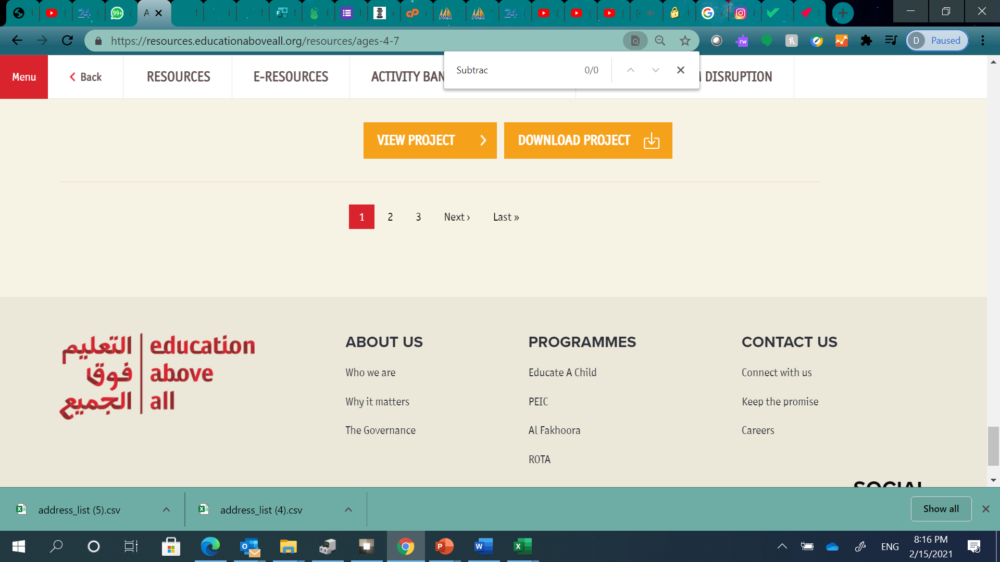 24
99+
A
24
https://resources.educationaboveall.org/resources/ages-4-7
rw
D Paused
Subtrac 0/0
Menu
Back
RESOURCES
E-RESOURCES
ACTIVITY BAN
DISRUPTION
VIEW PROJECT
DOWNLOAD PROJECT
1 2 3 Next › Last »
التعليم
فوق
الجميع
education
above
all
ABOUT US
Who we are
Why it matters
The Governance
PROGRAMMES
Educate A Child
PEIC
Al Fakhoora
ROTA
CONTACT US
Connect with us
Keep the promise
Careers
SOCIAL
address_list (5).csv
address_list (4).csv
Show all
ENG
8:16 PM
2/15/2021